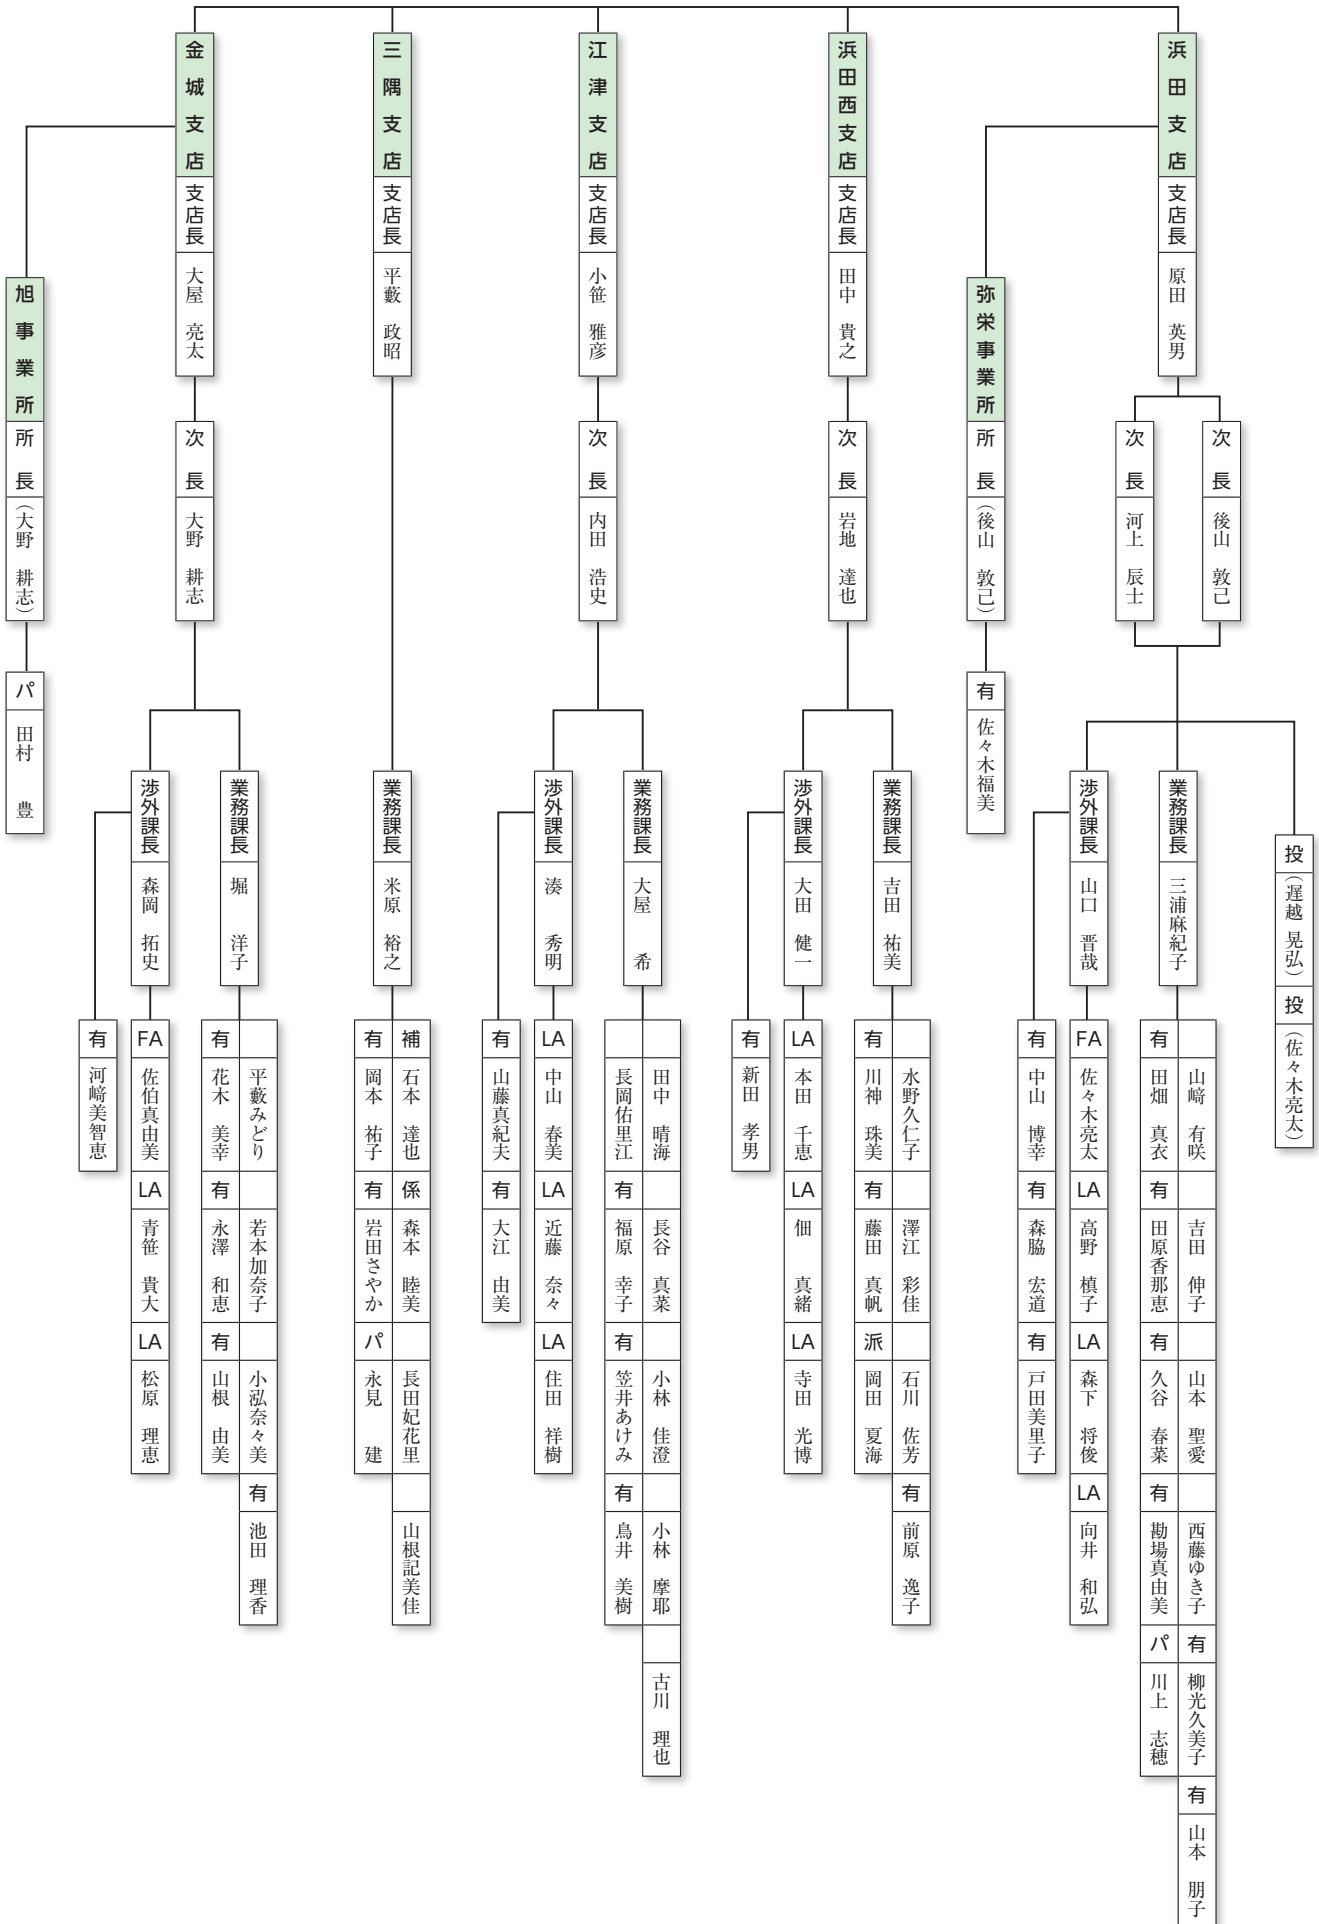 浜田支店 支店長 原田 英男
次長 後山 敦己
次長 河上 辰士
投 (遅越 晃弘) 投 (佐々木亮太)
業務課長 三浦麻紀子
山﨑 有咲 吉田 伸子 山本 聖愛 西藤ゆき子 有 柳光久美子 有 山本 朋子
有 田畑 真衣 有 田原香那恵 有 久谷 春菜 有 勘場真由美 パ 川上 志穂
渉外課長 山口 晋哉
FA 佐々木亮太 LA 高野 槙子 LA 森下 将俊 LA 向井 和弘
有 中山 博幸 有 森脇 宏道 有 戸田美里子
弥栄事業所 所長 (後山 敦己)
有 佐々木福美
浜田西支店 支店長 田中 貴之
次長 岩地 達也
業務課長 吉田 祐美
水野久仁子 澤江 彩佳 石川 佐芳 有 前原 逸子
有 川神 珠美 有 藤田 真帆 派 岡田 夏海
渉外課長 大田 健一
LA 本田 千恵 LA 佃 真緒 LA 寺田 光博
有 新田 孝男
江津支店 支店長 小笹 雅彦
次長 内田 浩史
業務課長 大屋 希
田中 晴海 長谷 真菜 小林 佳澄 小林 摩耶 古川 理也
長岡佑里江 有 福原 幸子 有 笠井あけみ 有 鳥井 美樹
渉外課長 湊 秀明
LA 中山 春美 LA 近藤 奈々 LA 住田 祥樹
有 山藤真紀夫 有 大江 由美
三隅支店 支店長 平藪 政昭
業務課長 米原 裕之
補 石本 達也 係 森本 睦美 長田妃花里 山根記美佳
有 岡本 祐子 有 岩田さやか パ 永見 建
金城支店 支店長 大屋 亮太
次長 大野 耕志
業務課長 堀 洋子
平藪みどり 若本加奈子 小泓奈々美 有 池田 理香
有 花木 美幸 有 永澤 和恵 有 山根 由美
渉外課長 森岡 拓史
FA 佐伯真由美 LA 青笹 貴大 LA 松原 理恵
有 河﨑美智恵
旭事業所 所長 (大野 耕志)
パ 田村 豊